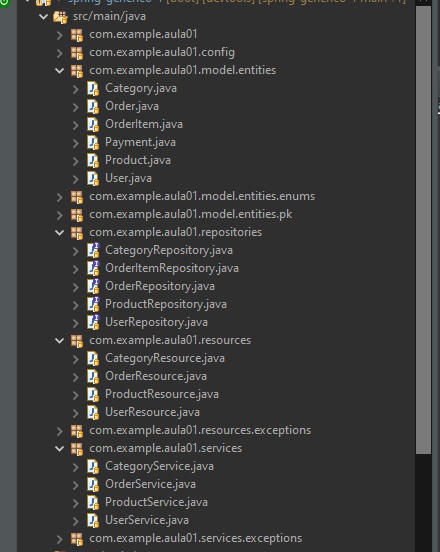 src/main/java
com.example.aula01
com.example.aula01.config
com.example.aula01.model.entities
Category.java
Order.java
OrderItem.java
Payment.java
Product.java
User.java
com.example.aula01.model.entities.enums
com.example.aula01.model.entities.pk
com.example.aula01.repositories
CategoryRepository.java
OrderItemRepository.java
OrderRepository.java
ProductRepository.java
UserRepository.java
com.example.aula01.resources
CategoryResource.java
OrderResource.java
ProductResource.java
UserResource.java
com.example.aula01.resources.exceptions
com.example.aula01.services
CategoryService.java
OrderService.java
ProductService.java
UserService.java
com.example.aula01.services.exceptions